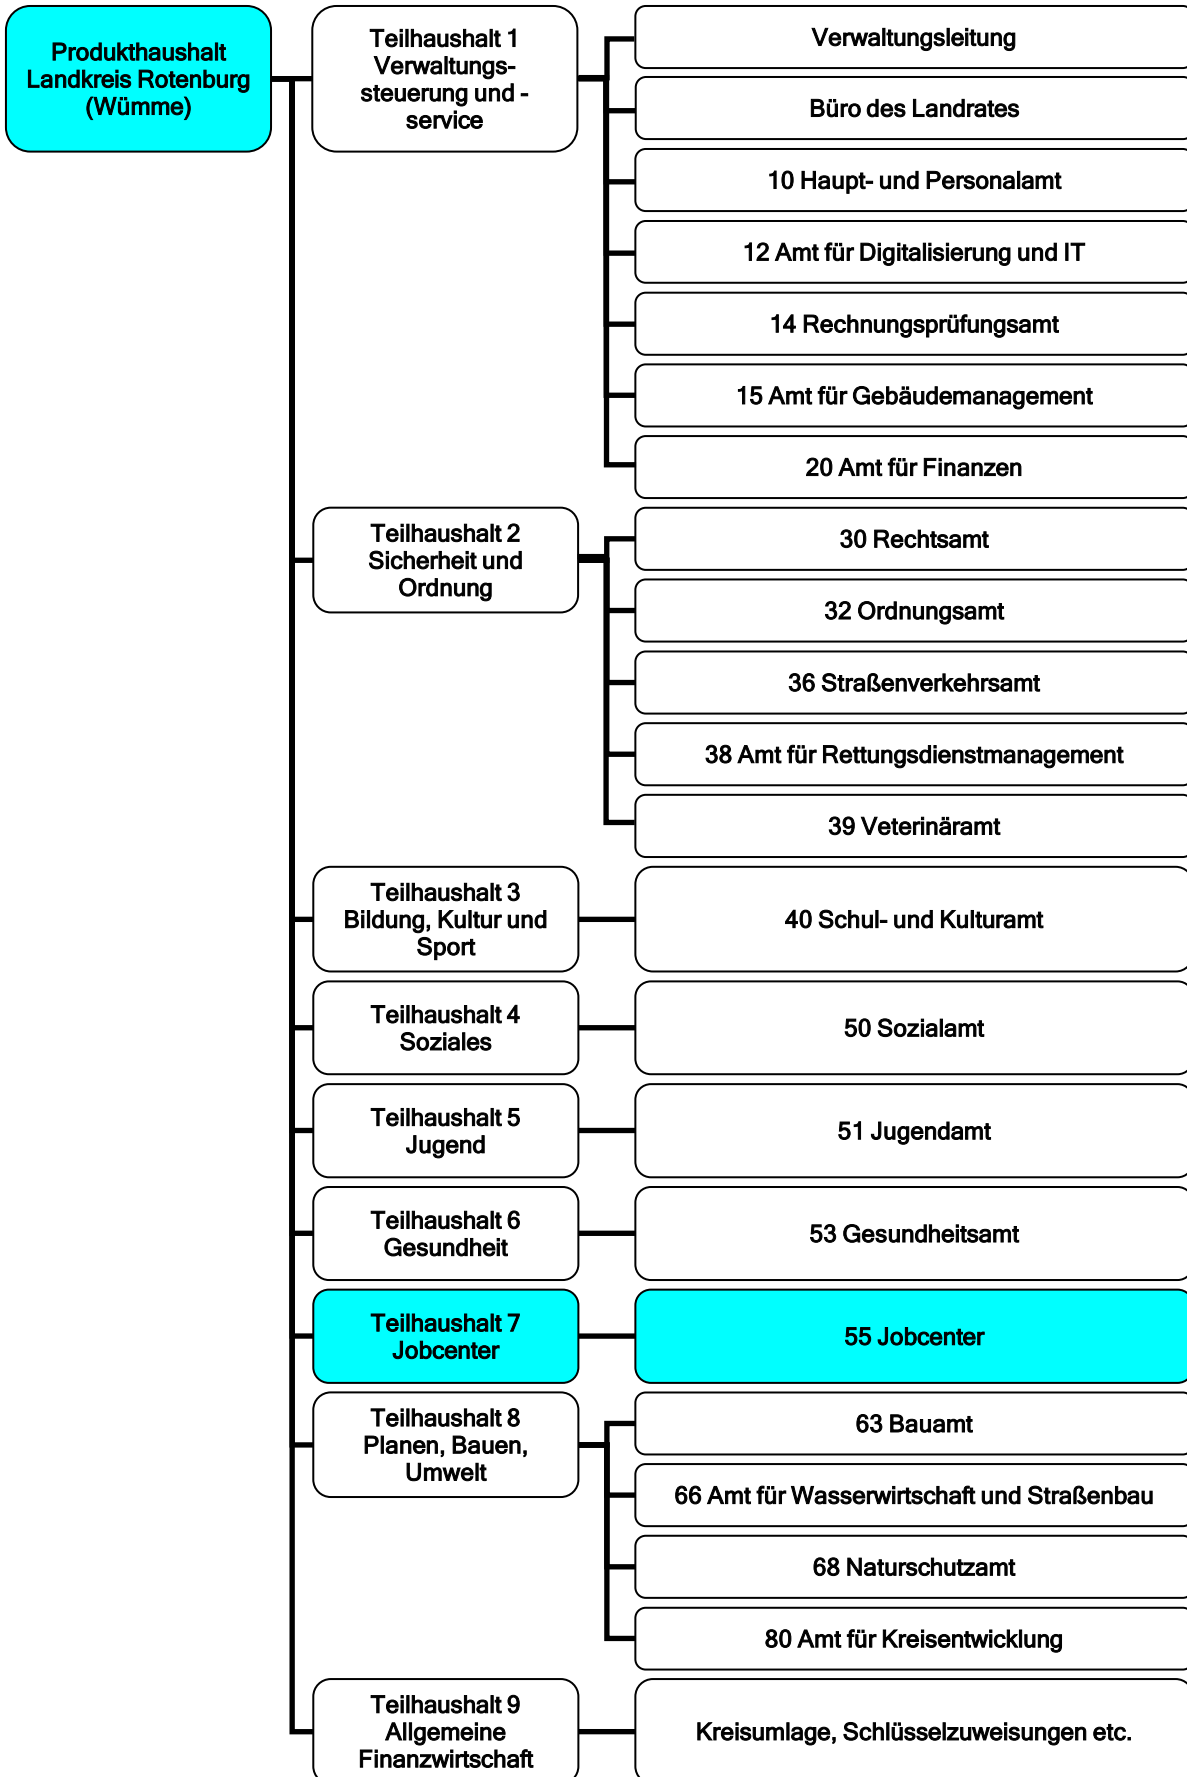 Produkthaushalt
Landkreis Rotenburg
(Wümme)
Teilhaushalt 1
Verwaltungs-
steuerung und -
service
Verwaltungsleitung
Büro des Landrates
10 Haupt- und Personalamt
12 Amt für Digitalisierung und IT
14 Rechnungsprüfungsamt
15 Amt für Gebäudemanagement
20 Amt für Finanzen
Teilhaushalt 2
Sicherheit und
Ordnung
30 Rechtsamt
32 Ordnungsamt
36 Straßenverkehrsamt
38 Amt für Rettungsdienstmanagement
39 Veterinäramt
Teilhaushalt 3
Bildung, Kultur und
Sport
40 Schul- und Kulturamt
Teilhaushalt 4
Soziales
50 Sozialamt
Teilhaushalt 5
Jugend
51 Jugendamt
Teilhaushalt 6
Gesundheit
53 Gesundheitsamt
Teilhaushalt 7
Jobcenter
55 Jobcenter
Teilhaushalt 8
Planen, Bauen,
Umwelt
63 Bauamt
66 Amt für Wasserwirtschaft und Straßenbau
68 Naturschutzamt
80 Amt für Kreisentwicklung
Teilhaushalt 9
Allgemeine
Finanzwirtschaft
Kreisumlage, Schlüsselzuweisungen etc.